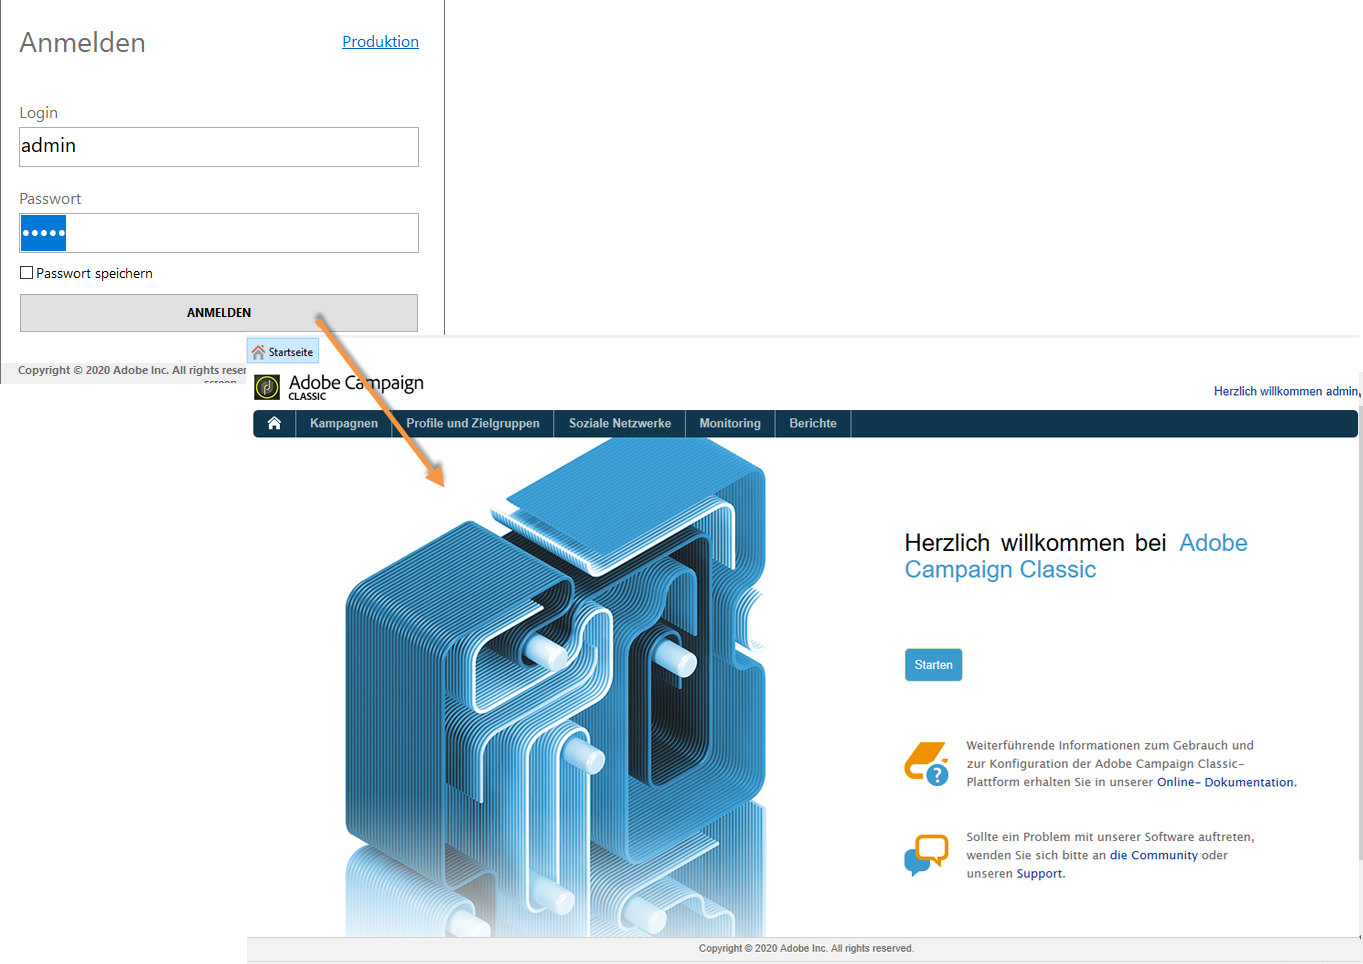 Anmelden
Produktion
Login
admin
Passwort
•••••
Passwort speichern
ANMELDEN
Copyright © 2020 Adobe Inc. All rights
Startseite
Adobe Campaign
CLASSIC
Herzlich willkommen admin
Kampagnen
Profile und Zielgruppen
Soziale Netzwerke
Monitoring
Berichte
Herzlich willkommen bei Adobe
Campaign Classic
Starten
Weiterführende Informationen zum Gebrauch und
zur Konfiguration der Adobe Campaign Classic-
Plattform erhalten Sie in unserer Online- Dokumentation.
Sollte ein Problem mit unserer Software auftreten,
wenden Sie sich bitte an die Community oder
unseren Support.
Copyright © 2020 Adobe Inc. All rights reserved.